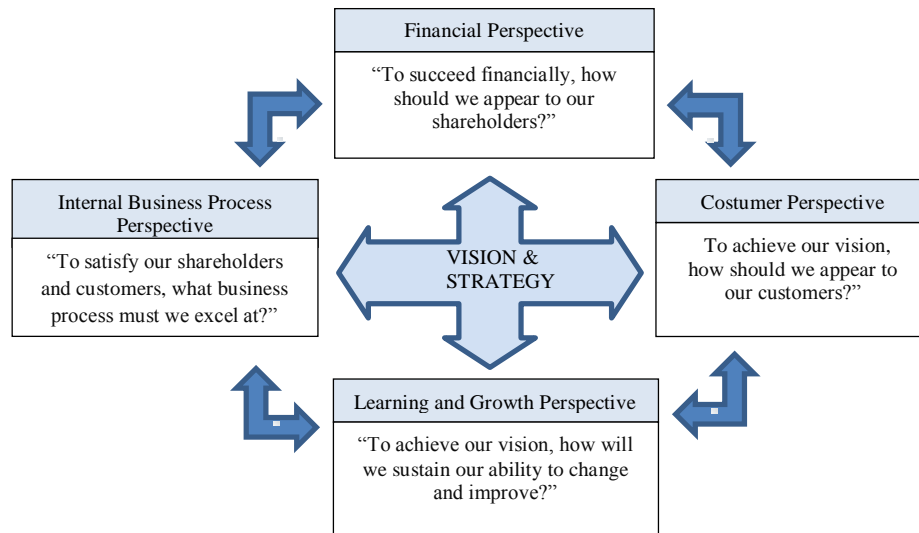 Financial Perspective
“To succeed financially, how
should we appear to our
shareholders?”
Internal Business Process
Perspective
“To satisfy our shareholders
and customers, what business
process must we excel at?”
VISION &
STRATEGY
Costumer Perspective
To achieve our vision,
how should we appear to
our customers?”
Learning and Growth Perspective
“To achieve our vision, how will
we sustain our ability to change
and improve?”